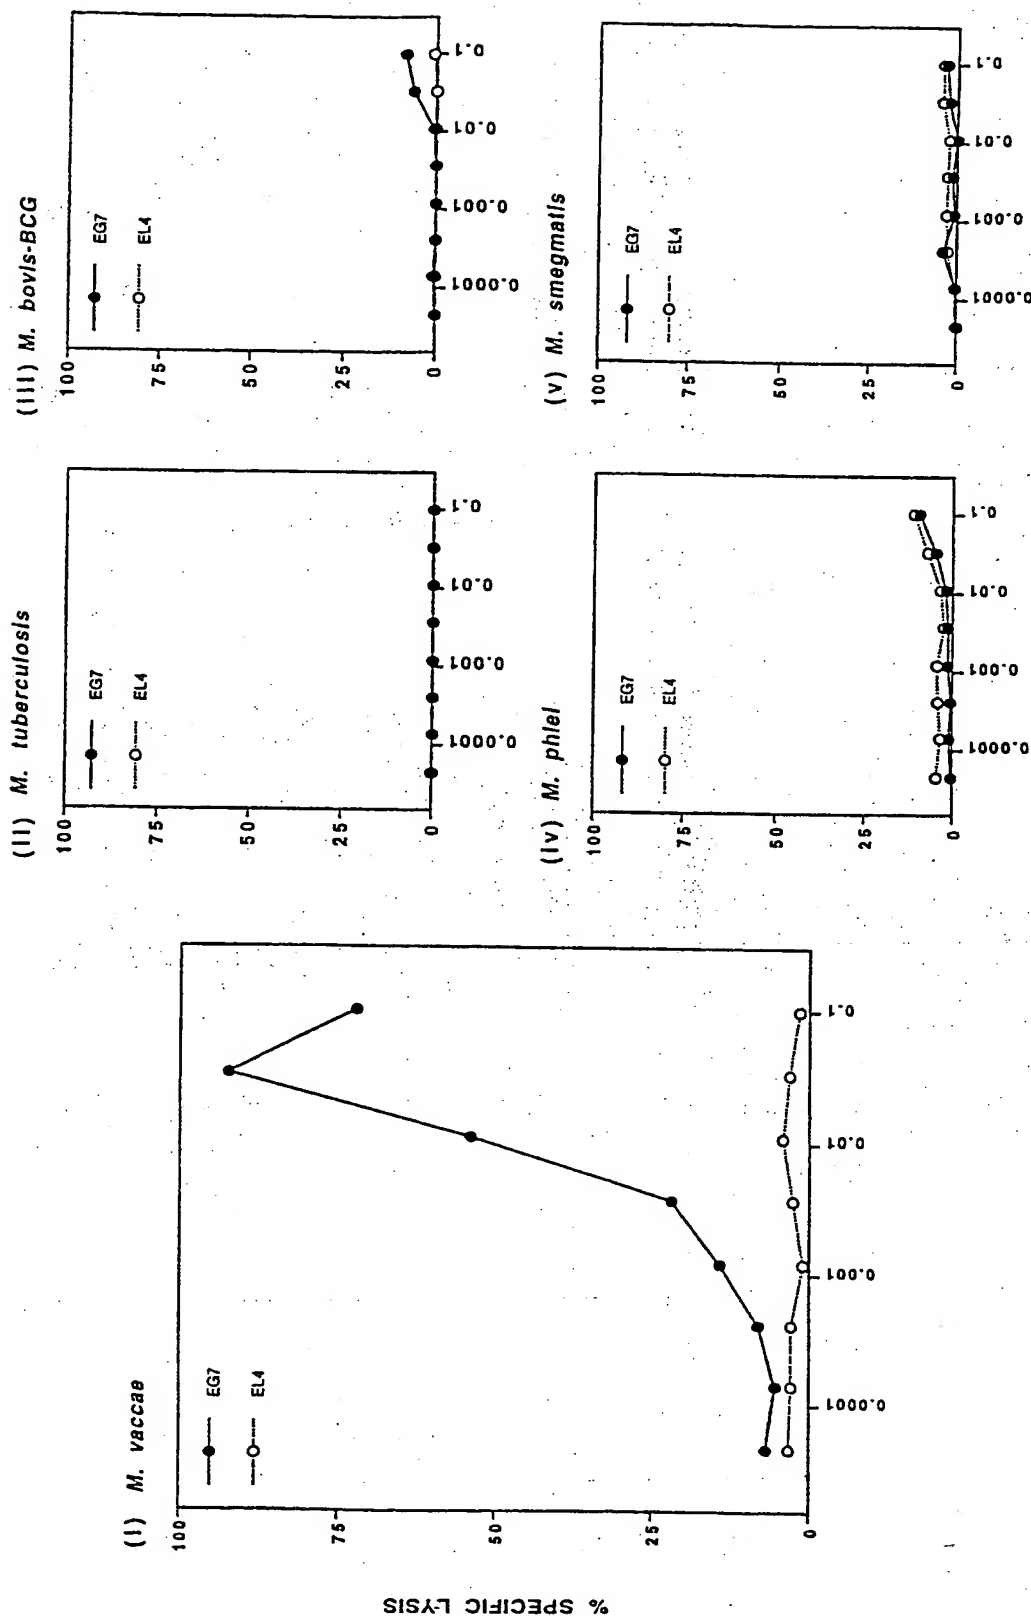 (I) M. vaccae
% SPECIFIC LYSIS
100
75
50
25
0
EG7
EL4
0.0001
0.001
0.01
0.1
(II) M. tuberculosis
100
75
50
25
0
EG7
EL4
0.0001
0.001
0.01
0.1
(III) M. bovis-BCG
100
75
50
25
0
EG7
EL4
0.0001
0.001
0.01
0.1
(Iv) M. phlei
100
75
50
25
0
EG7
EL4
0.0001
0.001
0.01
0.1
(v) M. smegmatis
100
75
50
25
0
EG7
EL4
0.0001
0.001
0.01
0.1